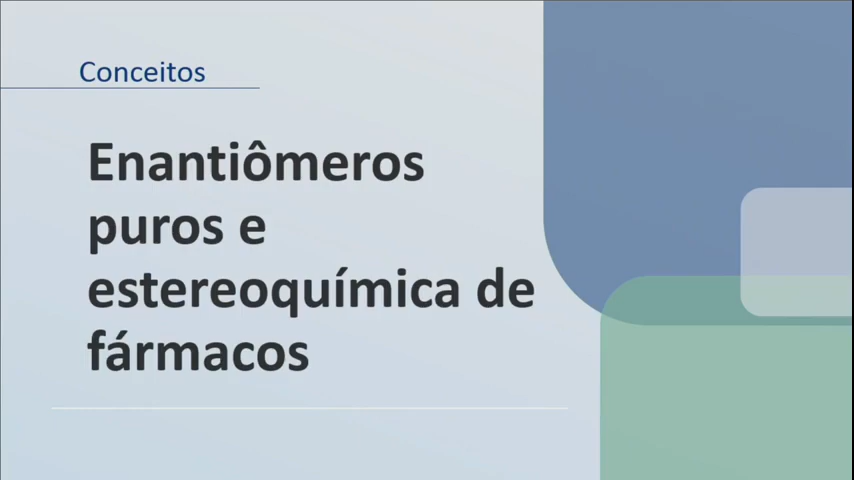 Conceitos
Enantiômeros
puros e
estereoquímica de
fármacos